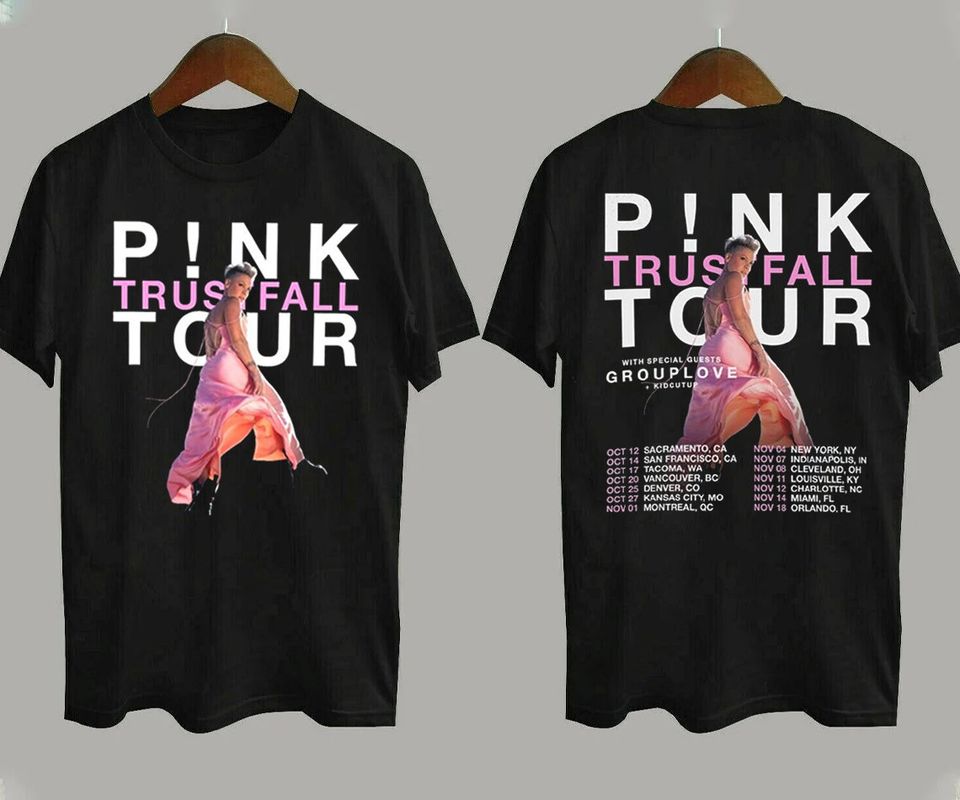 P!NK
TRUSTFALL
TOUR
P!NK
TRUSTFALL
TOUR
WITH SPECIAL GUESTS
GROUPLOVE
+ KIDCUTUP
OCT 12 SACRAMENTO, CA
OCT 14 SAN FRANCISCO, CA
OCT 17 TACOMA, WA
OCT 20 VANCOUVER, BC
OCT 25 DENVER, CO
OCT 27 KANSAS CITY, MO
NOV 01 MONTREAL, QC
NOV 04 NEW YORK, NY
NOV 07 INDIANAPOLIS, IN
NOV 08 CLEVELAND, OH
NOV 11 LOUISVILLE, KY
NOV 12 CHARLOTTE, NC
NOV 14 MIAMI, FL
NOV 18 ORLANDO. FL